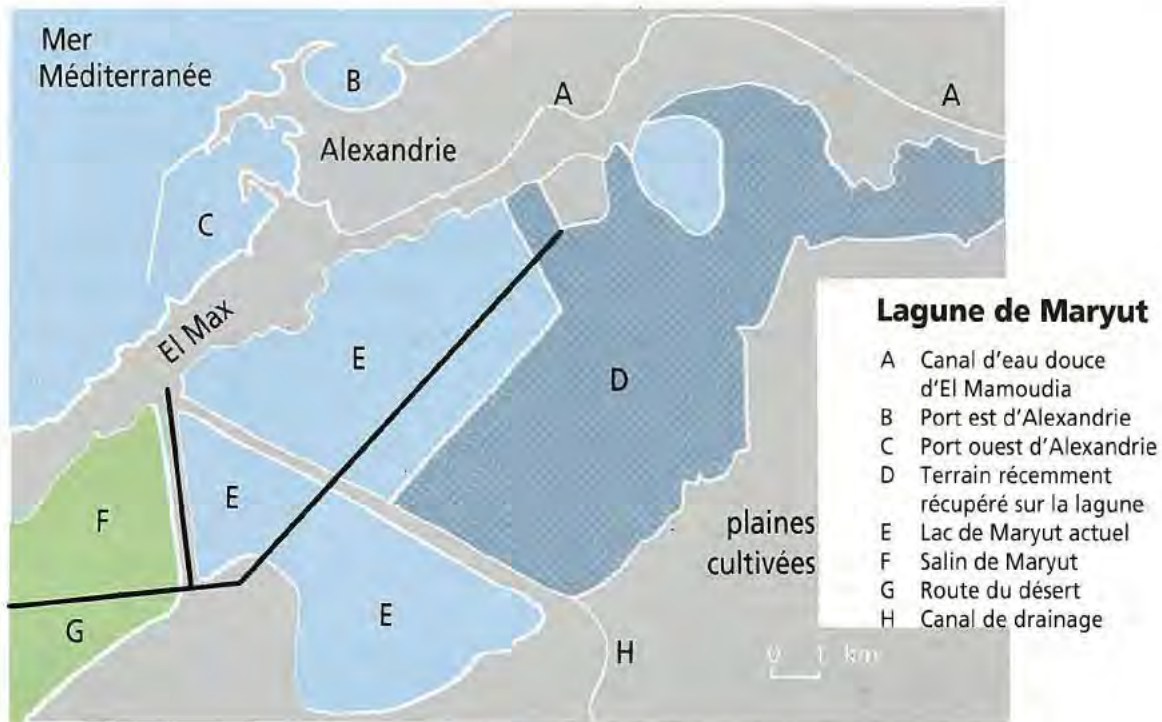 Mer
Méditerranée
B
A
A
Alexandrie
C
El Max
E
D
E
F
plaines
cultivées
G
E
H
0 1 km
Lagune de Maryut
A Canal d'eau douce
d'El Mamoudia
B Port est d'Alexandrie
C Port ouest d'Alexandrie
D Terrain récemment
récupéré sur la lagune
E Lac de Maryut actuel
F Salin de Maryut
G Route du désert
H Canal de drainage